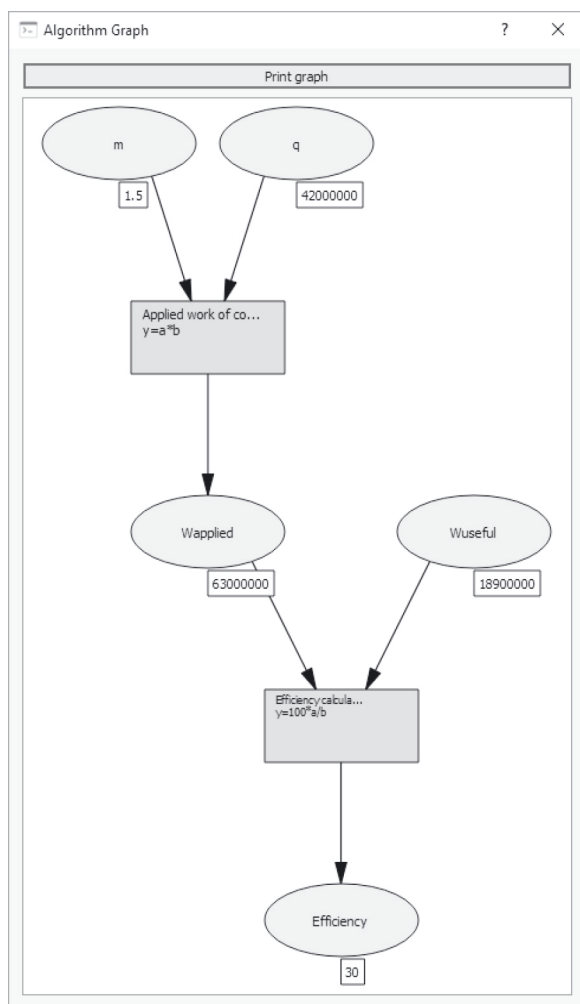 Algorithm Graph
?
Print graph
m
q
1.5
42000000
Applied work of co...
y=a*b
Wapplied
Wuseful
63000000
18900000
Efficiency calcula...
y=100*a/b
Efficiency
30